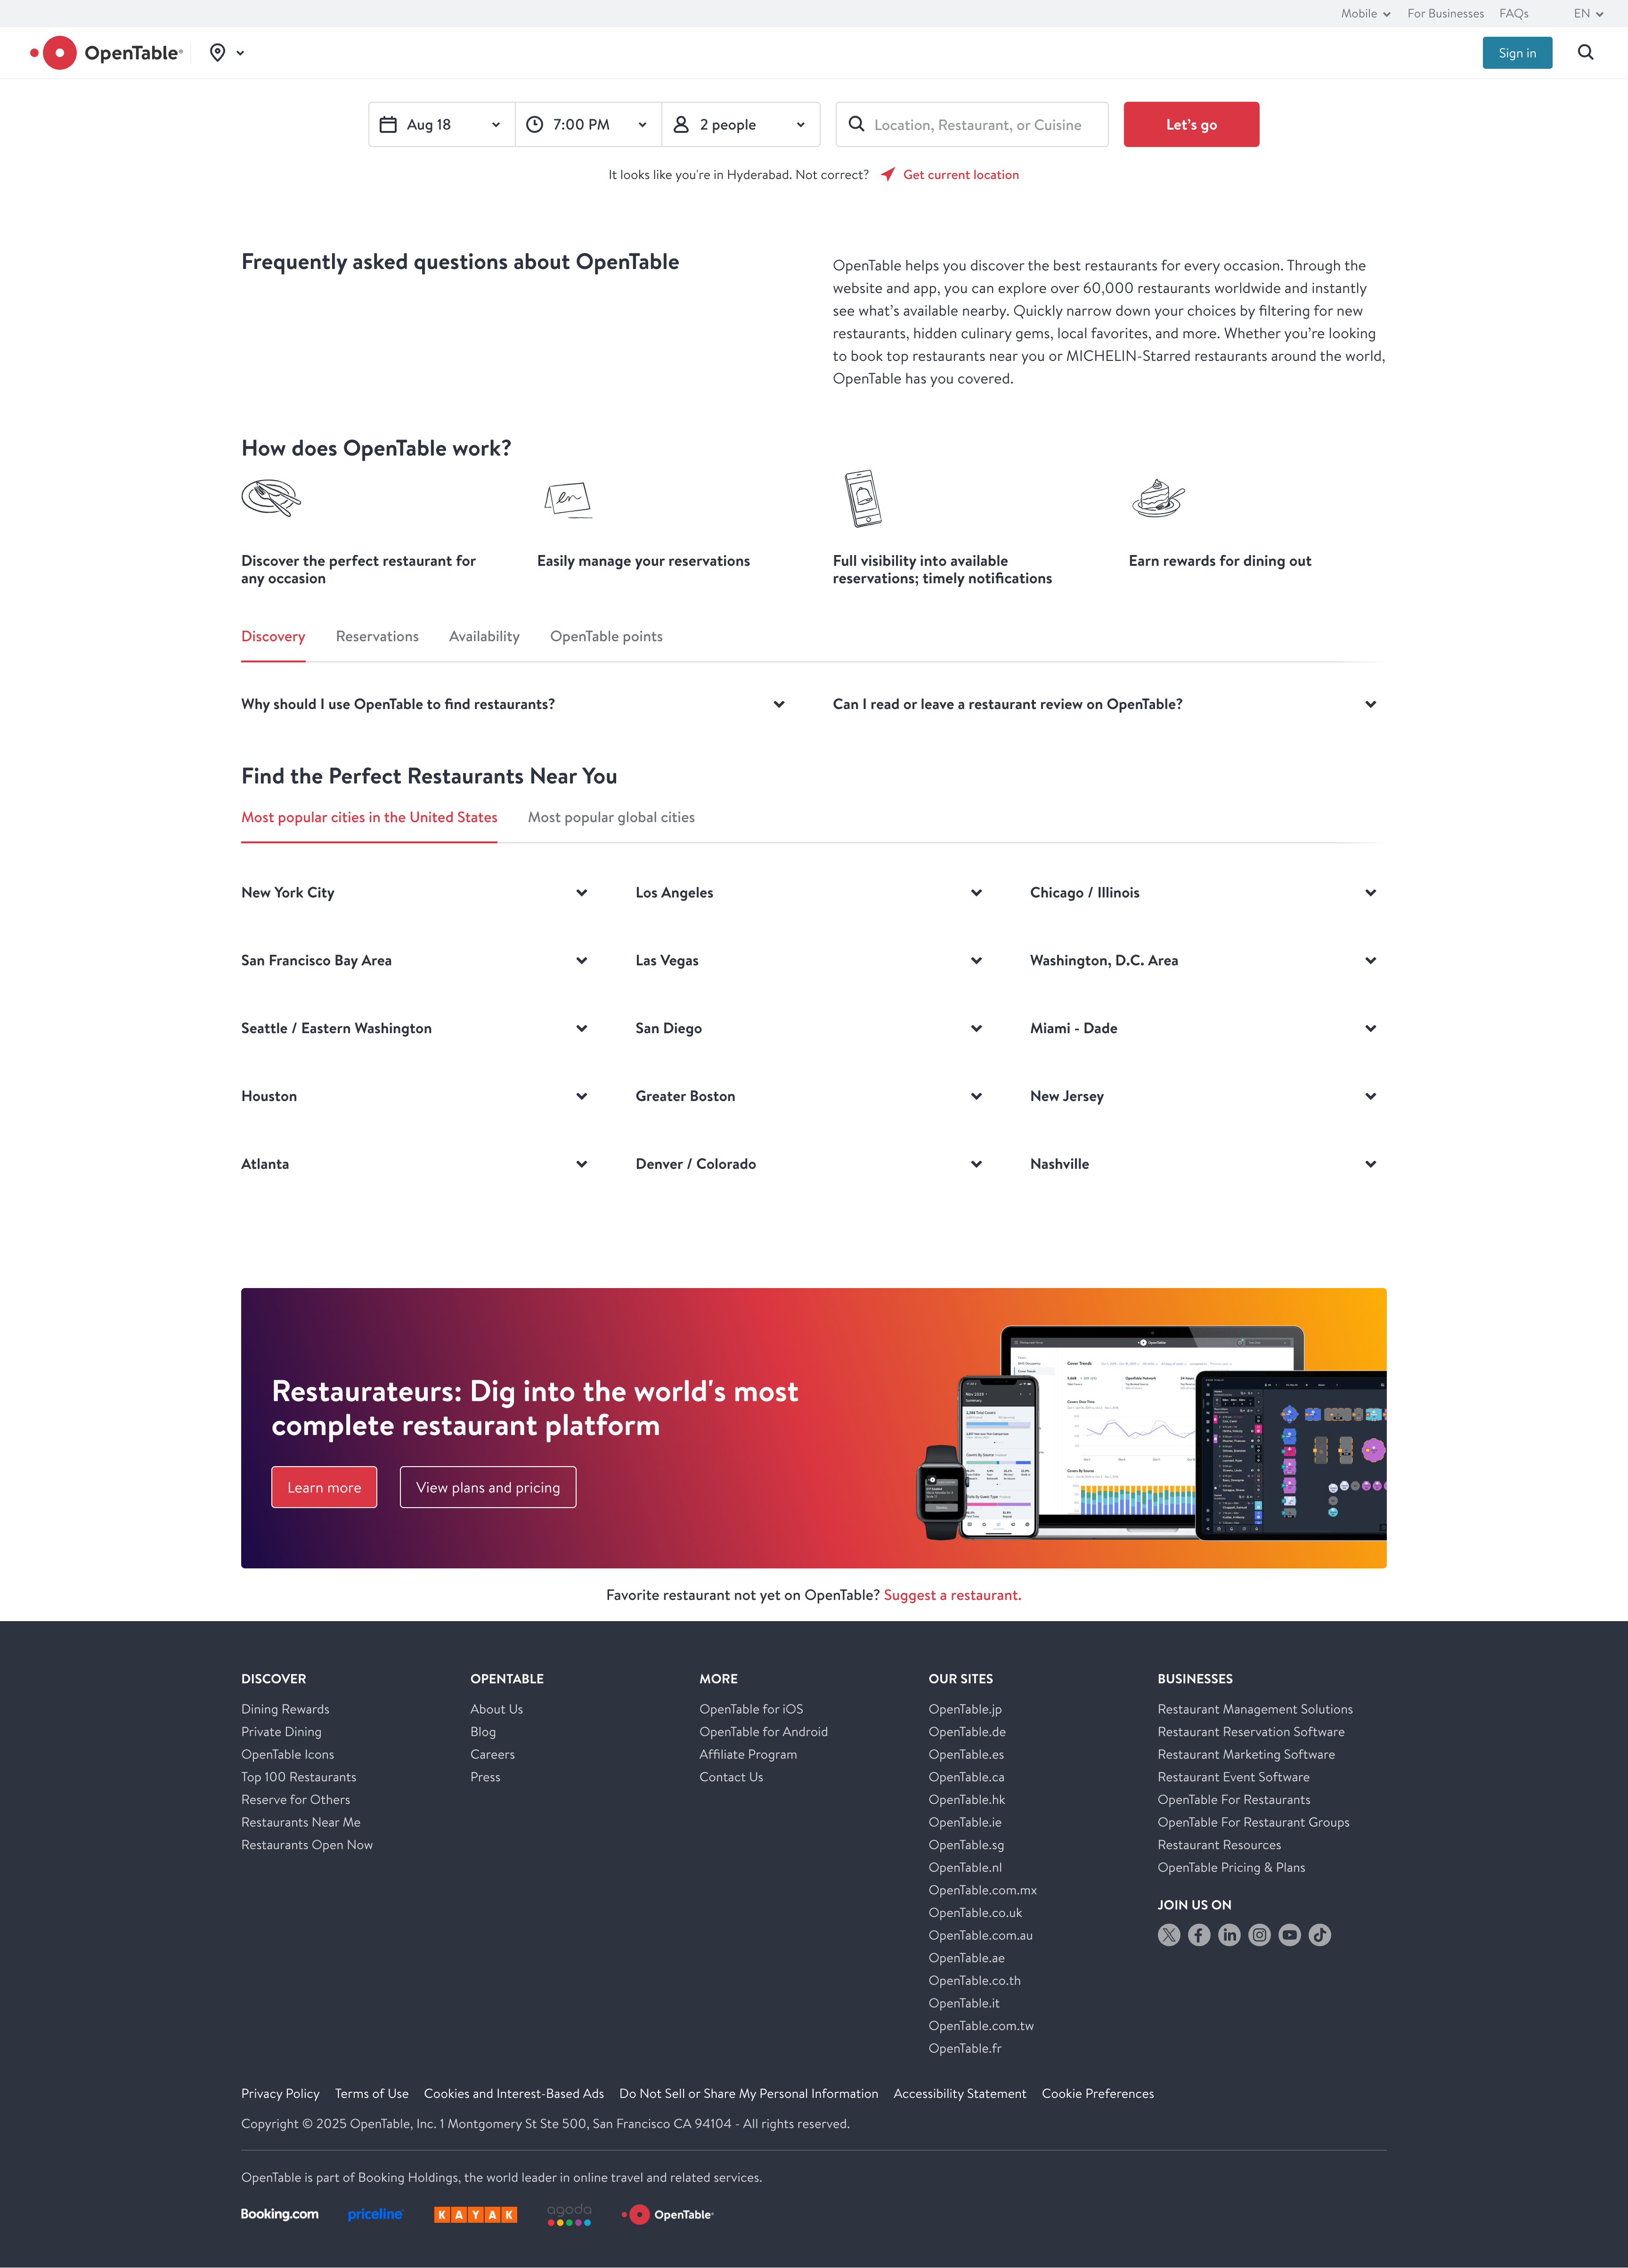 Mobile
For Businesses
FAQs
EN
OpenTable
Sign in
Aug 18
7:00 PM
2 people
Location, Restaurant, or Cuisine
Let's go
It looks like you're in Hyderabad. Not correct?
Get current location
Frequently asked questions about OpenTable
OpenTable helps you discover the best restaurants for every occasion. Through the
website and app, you can explore over 60,000 restaurants worldwide and instantly
see what's available nearby. Quickly narrow down your choices by filtering for new
restaurants, hidden culinary gems, local favorites, and more. Whether you're looking
to book top restaurants near you or MICHELIN-Starred restaurants around the world,
OpenTable has you covered.
How does OpenTable work?
Discover the perfect restaurant for
any occasion
Easily manage your reservations
Full visibility into available
reservations; timely notifications
Earn rewards for dining out
Discovery
Reservations
Availability
OpenTable points
Why should I use OpenTable to find restaurants?
Can I read or leave a restaurant review on OpenTable?
Find the Perfect Restaurants Near You
Most popular cities in the United States
Most popular global cities
New York City
Los Angeles
Chicago / Illinois
San Francisco Bay Area
Las Vegas
Washington, D.C. Area
Seattle / Eastern Washington
San Diego
Miami - Dade
Houston
Greater Boston
New Jersey
Atlanta
Denver / Colorado
Nashville
Restaurateurs: Dig into the world's most
complete restaurant platform
Learn more
View plans and pricing
Favorite restaurant not yet on OpenTable? Suggest a restaurant.
DISCOVER
Dining Rewards
Private Dining
OpenTable Icons
Top 100 Restaurants
Reserve for Others
Restaurants Near Me
Restaurants Open Now
OPENTABLE
About Us
Blog
Careers
Press
MORE
OpenTable for iOS
OpenTable for Android
Affiliate Program
Contact Us
OUR SITES
OpenTable.jp
OpenTable.de
OpenTable.es
OpenTable.ca
OpenTable.hk
OpenTable.ie
OpenTable.sg
OpenTable.nl
OpenTable.com.mx
OpenTable.co.uk
OpenTable.com.au
OpenTable.ae
OpenTable.co.th
OpenTable.it
OpenTable.com.tw
OpenTable.fr
BUSINESSES
Restaurant Management Solutions
Restaurant Reservation Software
Restaurant Marketing Software
Restaurant Event Software
OpenTable For Restaurants
OpenTable For Restaurant Groups
Restaurant Resources
OpenTable Pricing & Plans
JOIN US ON
Privacy Policy
Terms of Use
Cookies and Interest-Based Ads
Do Not Sell or Share My Personal Information
Accessibility Statement
Cookie Preferences
Copyright © 2025 OpenTable, Inc. 1 Montgomery St Ste 500, San Francisco CA 94104 - All rights reserved.
OpenTable is part of Booking Holdings, the world leader in online travel and related services.
Booking.com
priceline
KAYAK
agoda
OpenTable